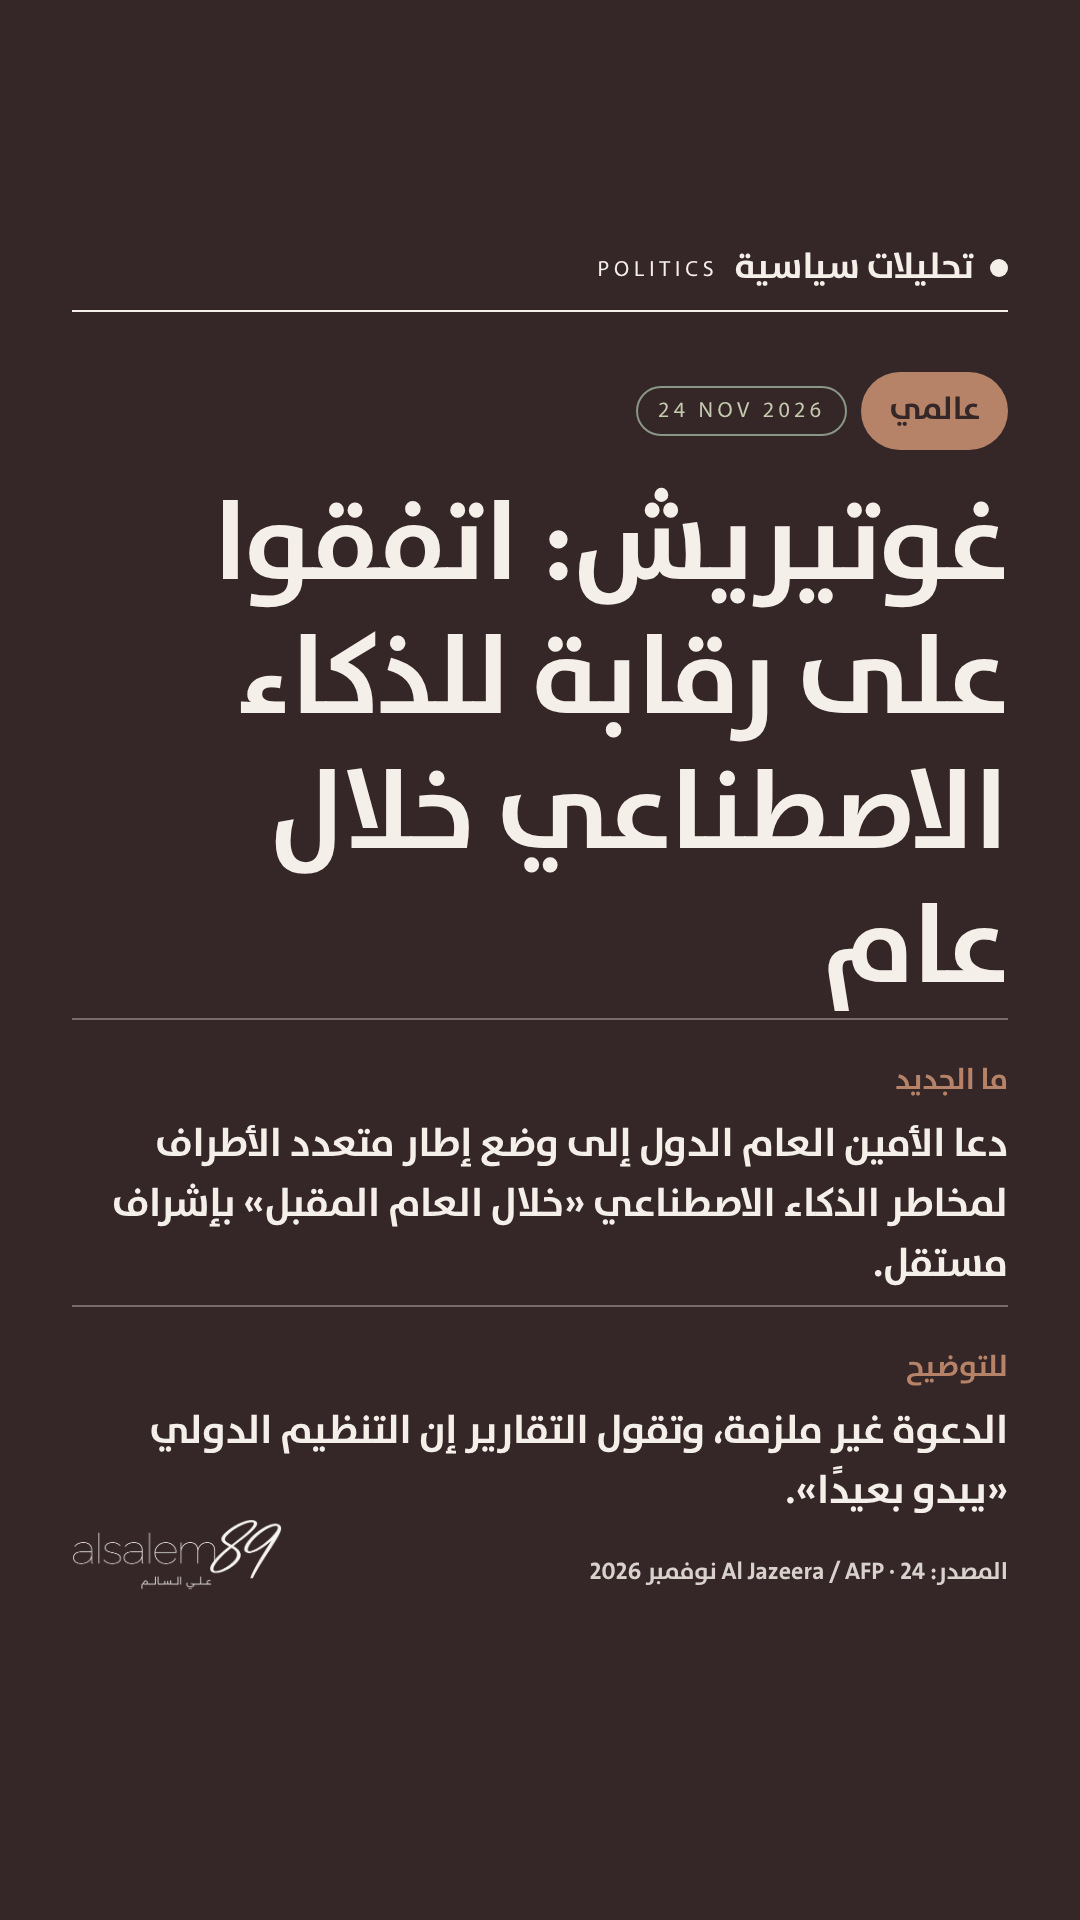 تحليلات سياسية POLITICS
عالمي 24 NOV 2026
غوتيريش: اتفقوا
على رقابة للذكاء
الاصطناعي خلال
عام
ما الجديد
دعا الأمين العام الدول إلى وضع إطار متعدد الأطراف
لمخاطر الذكاء الاصطناعي «خلال العام المقبل» بإشراف
مستقل.
للتوضيح
الدعوة غير ملزمة، وتقول التقارير إن التنظيم الدولي
«يبدو بعيدًا».
المصدر: Al Jazeera / AFP · 24 نوفمبر 2026
alsalem89
علي السالم